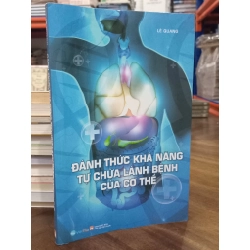 LÊ QUANG
ĐÁNH THỨC KHẢ NĂNG
TỰ CHỮA LÀNH BỆNH
CỦA CƠ THỂ